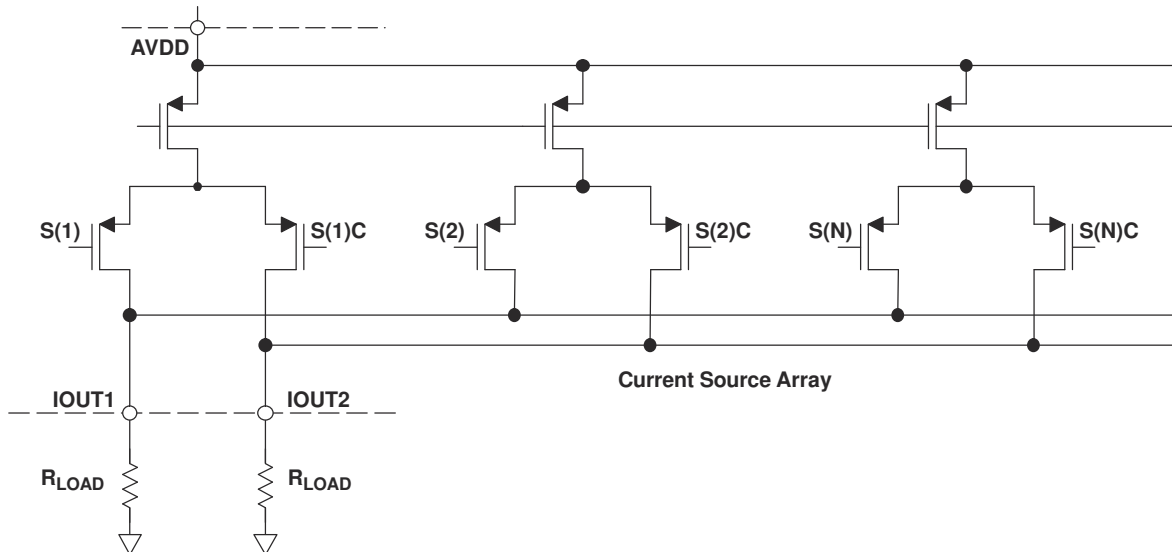 AVDD
S(1)
S(1)C
S(2)
S(2)C
S(N)
S(N)C
Current Source Array
IOUT1
IOUT2
RLOAD
RLOAD